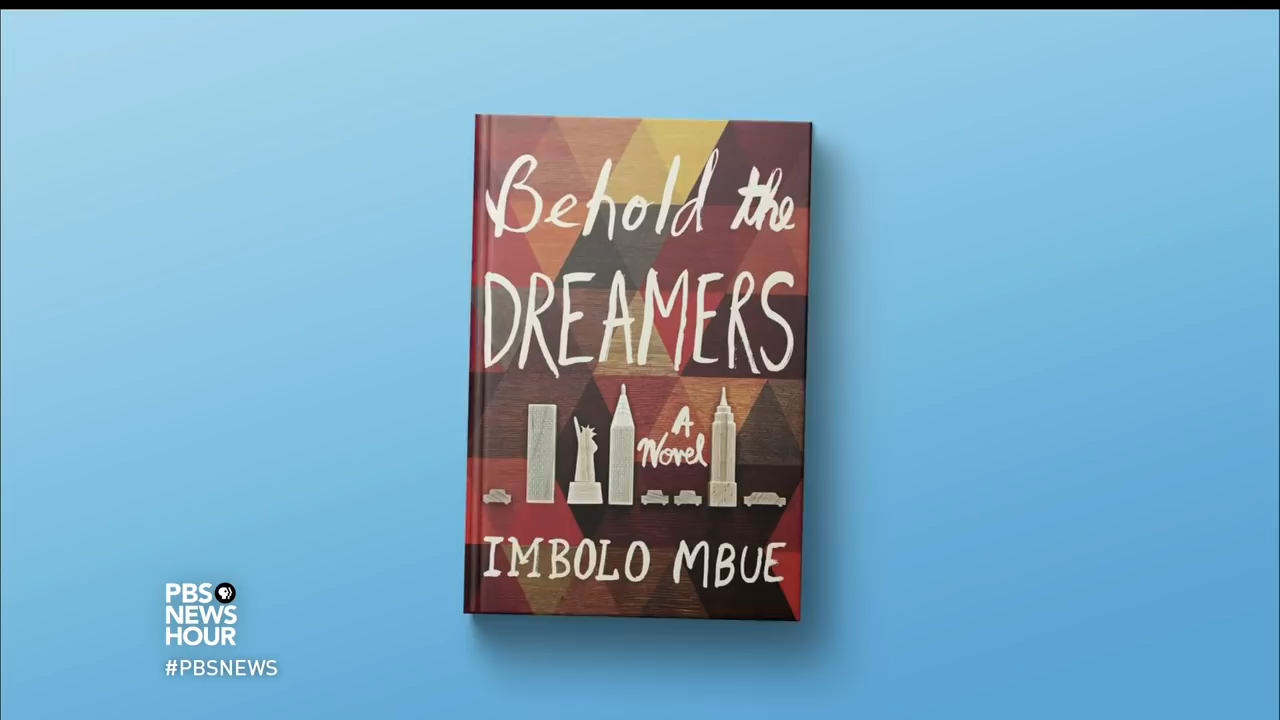 Behold the
DREAMERS
A
Novel
IMBOLO MBUE
PBS
NEWS
HOUR
#PBSNEWS